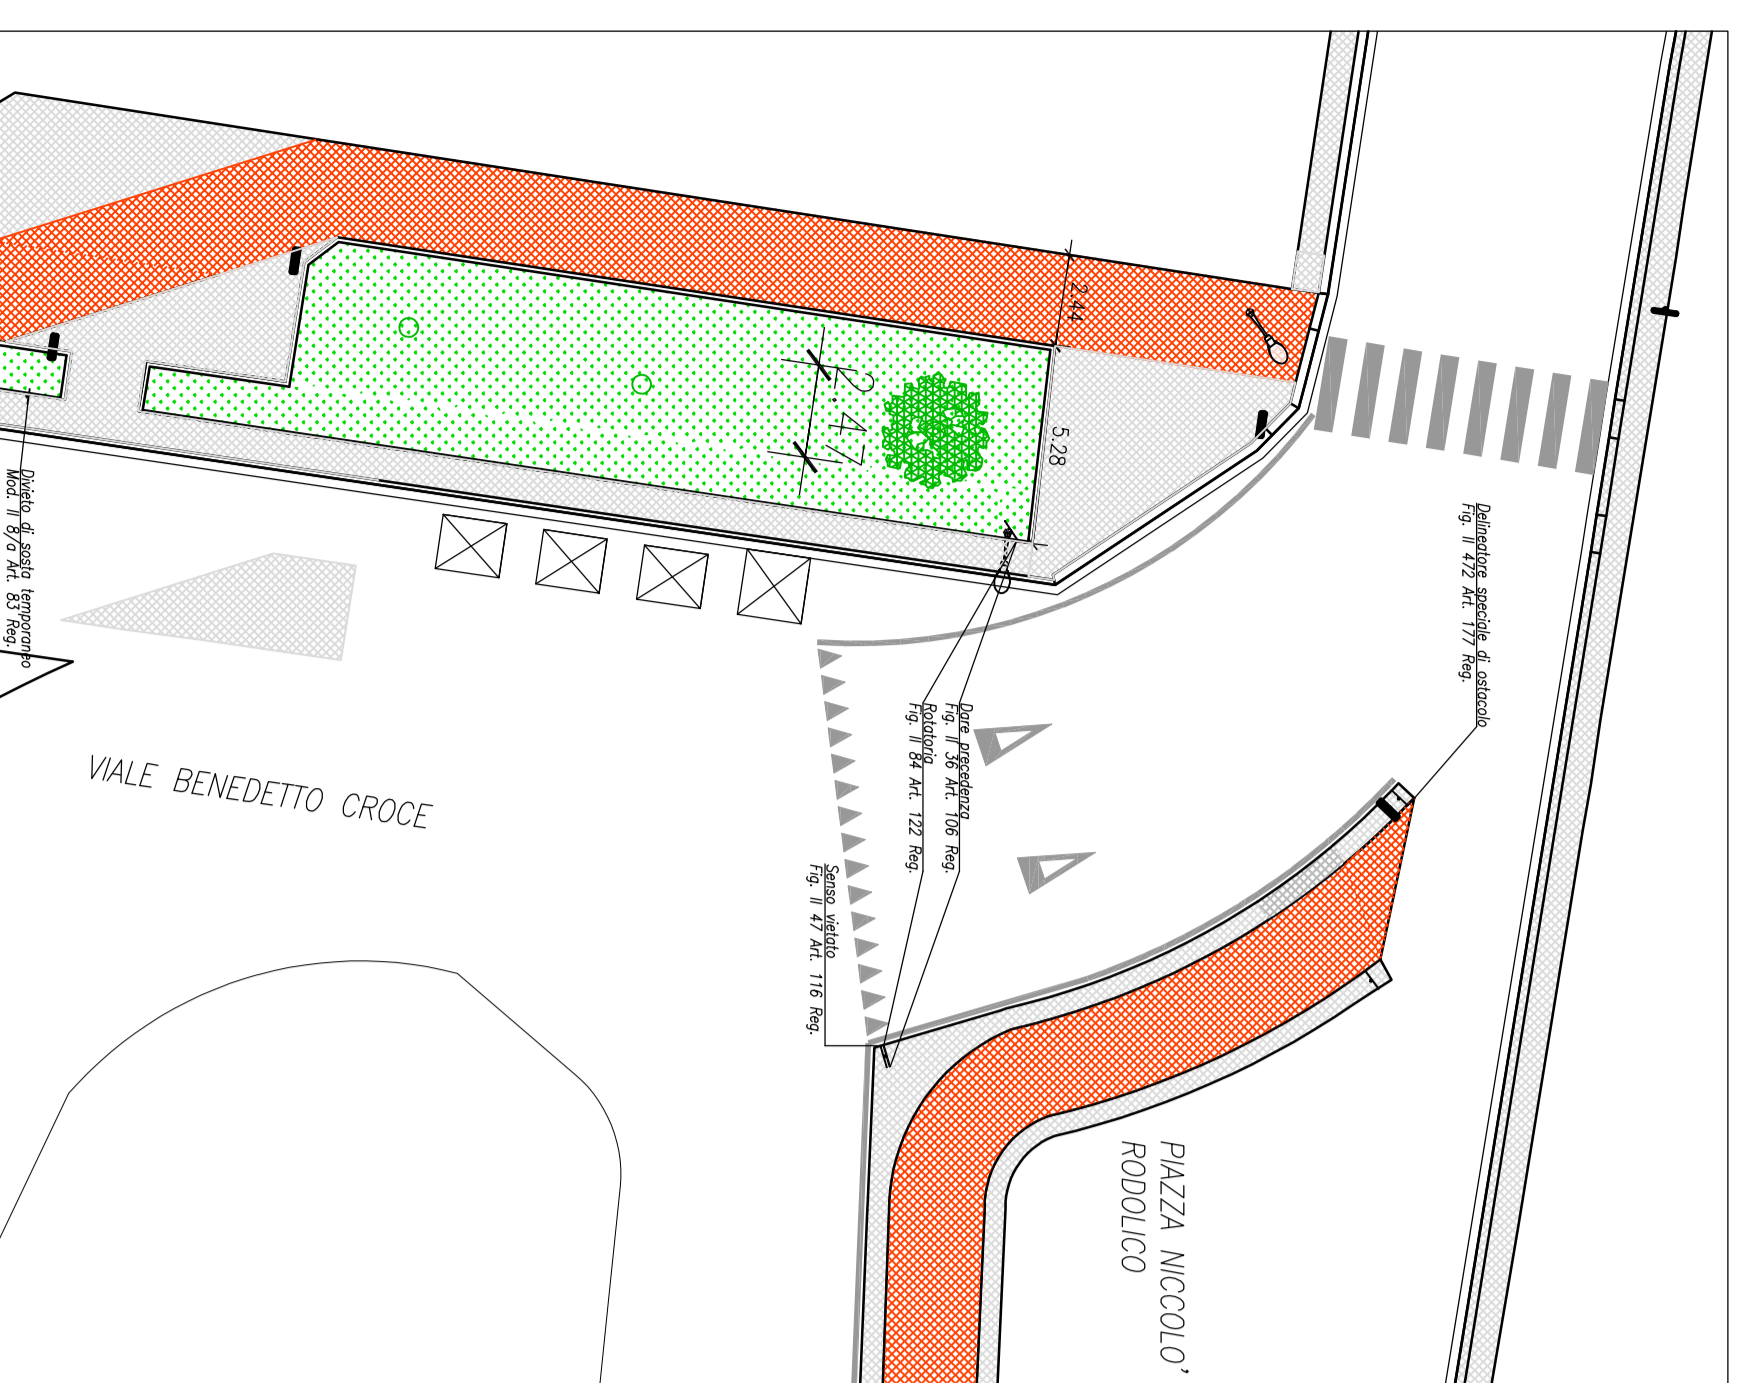 2.44
5.28
2.47
Delineatore speciale di ostacolo
Fig. II 472 Art. 177 Reg.
Divieto di sosta temporaneo
Mod. II 8/a Art. 83 Reg.
Dare precedenza
Fig. II 36 Art. 106 Reg.
Rotatoria
Fig. II 84 Art. 122 Reg.
Senso vietato
Fig. II 47 Art. 116 Reg.
VIALE BENEDETTO CROCE
PIAZZA NICCOLO'
RODOLICO